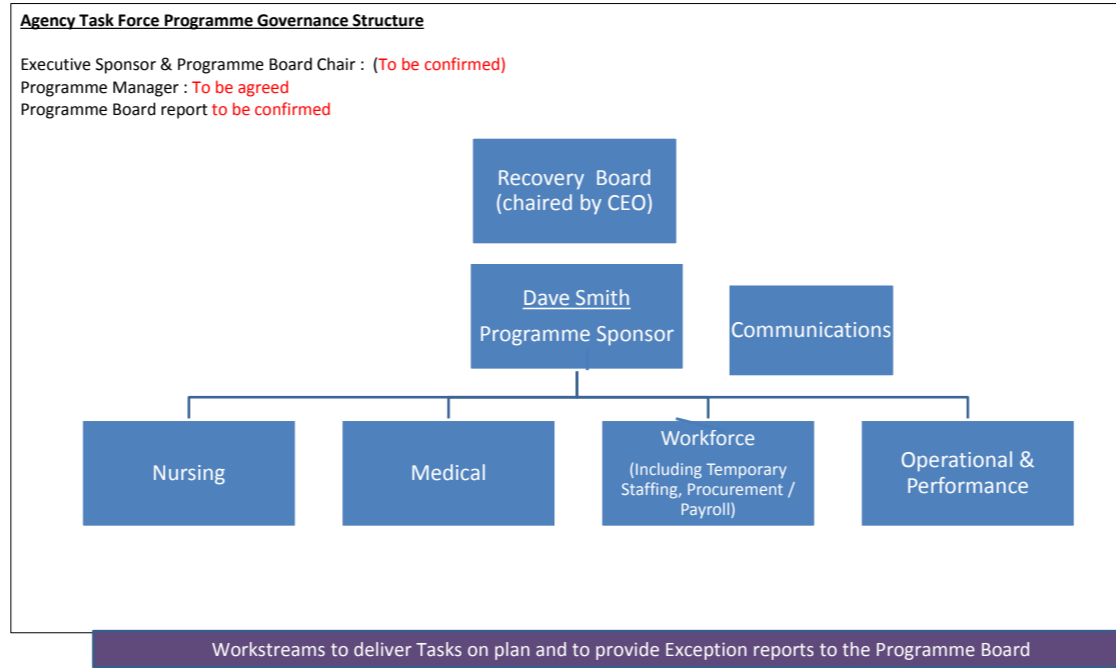 Agency Task Force Programme Governance Structure
Executive Sponsor & Programme Board Chair : (To be confirmed)
Programme Manager : To be agreed
Programme Board report to be confirmed
Recovery Board
(chaired by CEO)
Dave Smith
Programme Sponsor
Communications
Nursing
Medical
Workforce
(Including Temporary
Staffing, Procurement /
Payroll)
Operational &
Performance
Workstreams to deliver Tasks on plan and to provide Exception reports to the Programme Board